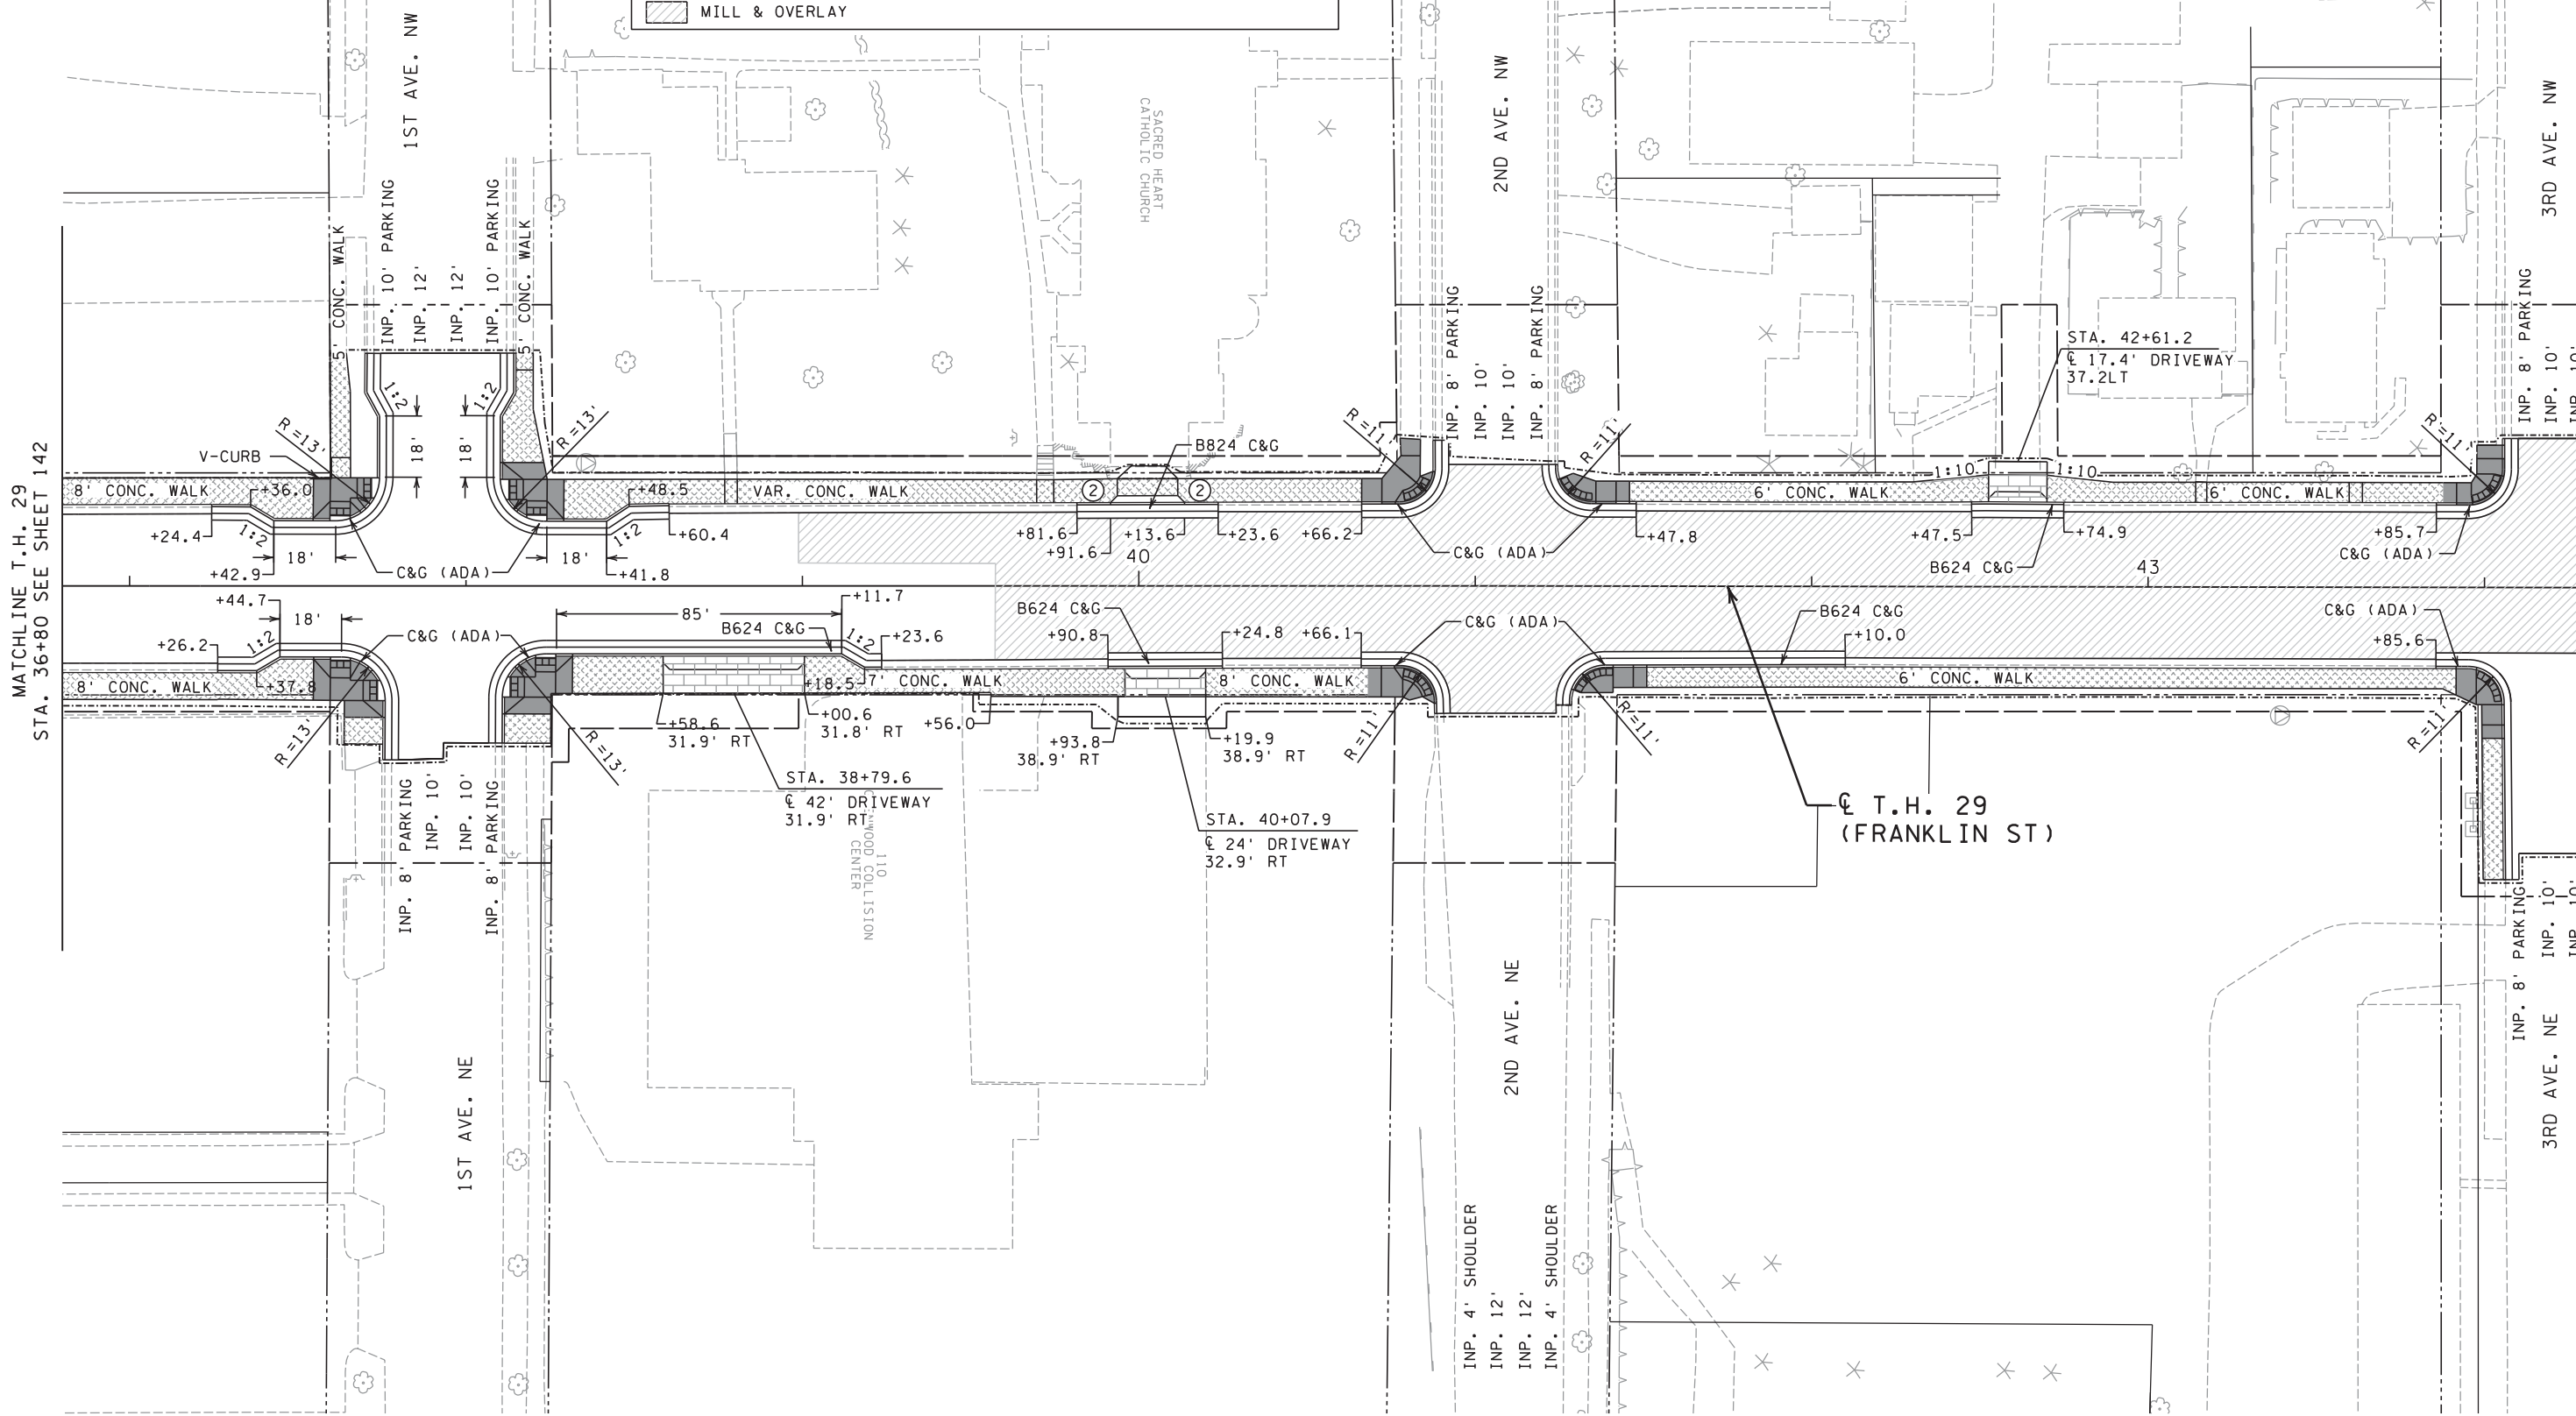 MILL & OVERLAY
1ST AVE. NW
2ND AVE. NW
3RD AVE. NW
SACRED HEART
CATHOLIC CHURCH
5' CONC. WALK
INP. 10' PARKING
INP. 12'
INP. 12'
INP. 10' PARKING
5' CONC. WALK
INP. 8' PARKING
INP. 10'
INP. 10'
INP. 8' PARKING
INP. 8' PARKING
INP. 10'
STA. 42+61.2
℄ 17.4' DRIVEWAY
37.2LT
MATCHLINE T.H. 29
STA. 36+80 SEE SHEET 142
1:2
1:2
18'
18'
R=13'
R=13'
V-CURB
B824 C&G
R=11'
R=11'
R=11'
8' CONC. WALK
+36.0
+48.5
VAR. CONC. WALK
2
2
6' CONC. WALK
1:10
1:10
6' CONC. WALK
+24.4
1:2
18'
+42.9
C&G (ADA)
18'
1:2
+41.8
+60.4
+81.6
+91.6
+13.6
40
+23.6
+66.2
C&G (ADA)
+47.8
+47.5
B624 C&G
+74.9
43
+85.7
C&G (ADA)
+44.7
18'
+26.2
1:2
C&G (ADA)
85'
B624 C&G
+11.7
1:2
+23.6
B624 C&G
+90.8
+24.8
+66.1
C&G (ADA)
B624 C&G
+10.0
C&G (ADA)
+85.6
8' CONC. WALK
+37.8
+18.5
7' CONC. WALK
8' CONC. WALK
6' CONC. WALK
R=13'
R=13'
+58.6
31.9' RT
+00.6
31.8' RT
+56.0
+93.8
38.9' RT
+19.9
38.9' RT
R=11'
R=11'
R=11'
STA. 38+79.6
℄ 42' DRIVEWAY
31.9' RT
STA. 40+07.9
℄ 24' DRIVEWAY
32.9' RT
℄ T.H. 29
(FRANKLIN ST)
110
COLLISION
CENTER
INP. 8' PARKING
INP. 10'
INP. 10'
INP. 8' PARKING
INP. 8' PARKING
INP. 10'
1ST AVE. NE
2ND AVE. NE
3RD AVE. NE
INP. 4' SHOULDER
INP. 12'
INP. 12'
INP. 4' SHOULDER